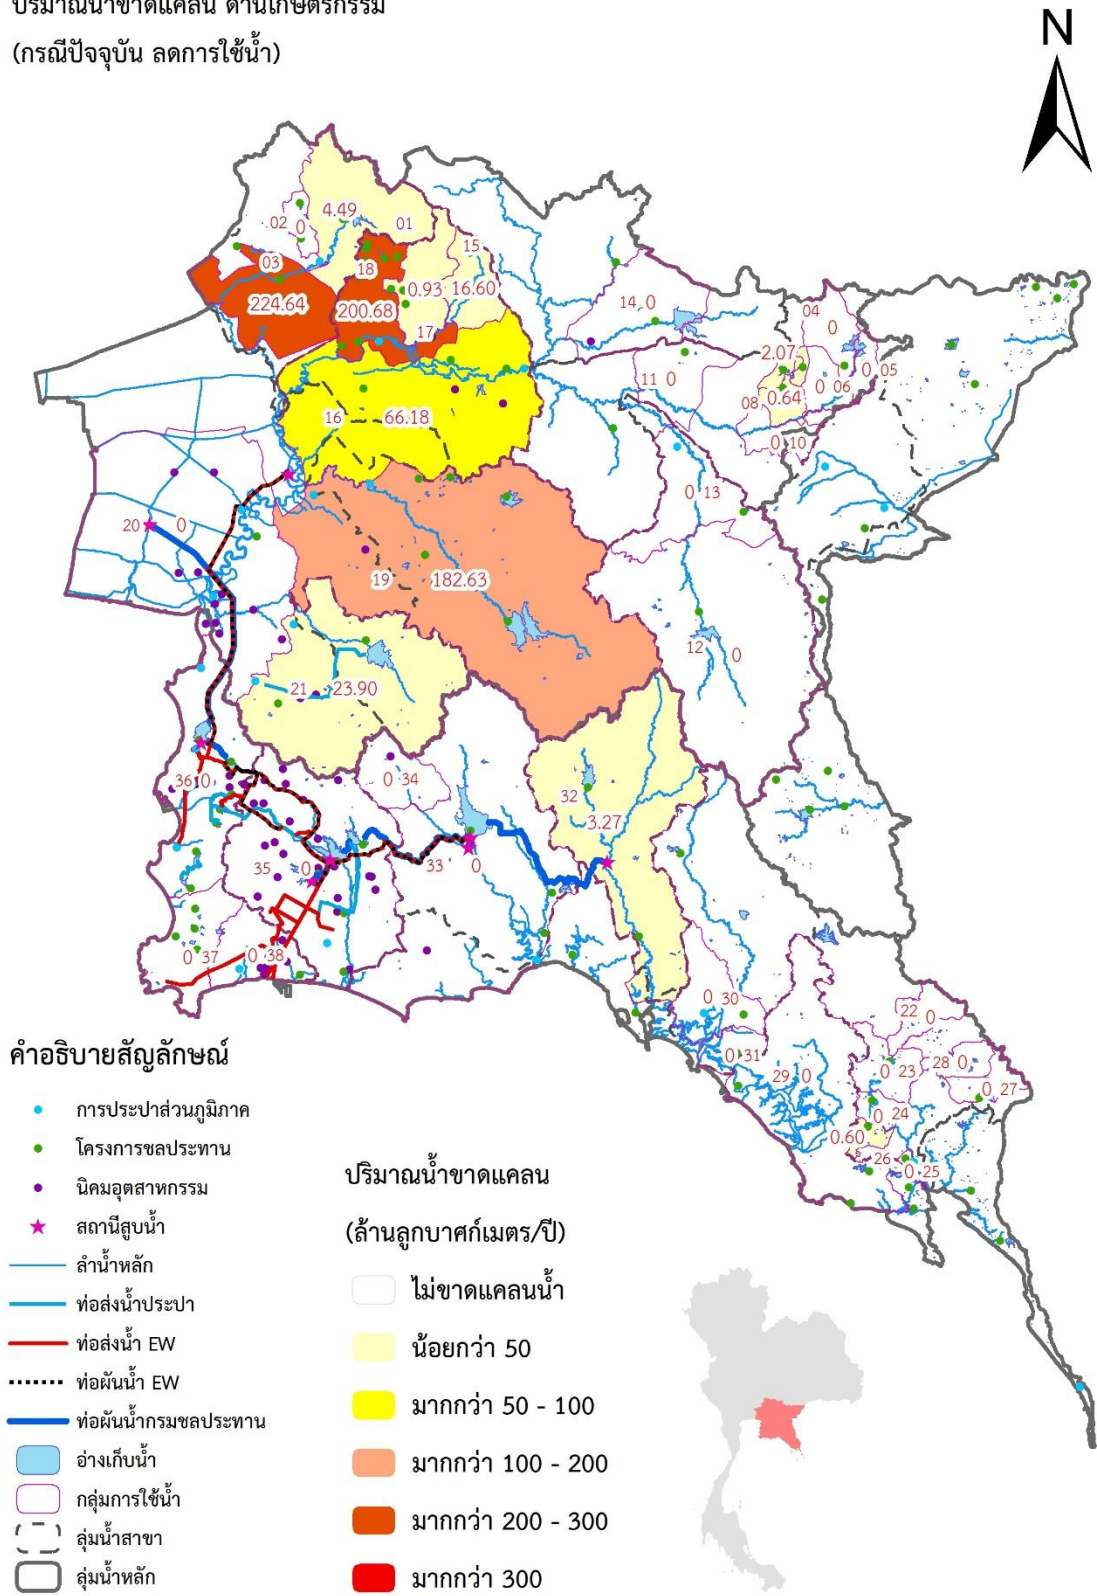 ปริมาณน้ำขาดแคลน ด้านเกษตรกรรม
(กรณีปัจจุบัน ลดการใช้น้ำ)
N
02 0
4.49
01
15
03
18
0.93
16.60
224.64
200.68
17
14 0
04
0
2.07
0 05
11 0
0 06
08
0.64
0 10
16
66.18
0 13
20 0
19
182.63
12 0
21
23.90
36 0
0 34
32
3.27
35 0
33 0
0 37
0 38
0 30
22 0
0 31
29 0
0 23
28 0
0 27
0 24
0.60
26
0 25
คำอธิบายสัญลักษณ์
การประปาส่วนภูมิภาค
โครงการชลประทาน
นิคมอุตสาหกรรม
สถานีสูบน้ำ
ลำน้ำหลัก
ท่อส่งน้ำประปา
ท่อส่งน้ำ EW
ท่อผันน้ำ EW
ท่อผันน้ำกรมชลประทาน
อ่างเก็บน้ำ
กลุ่มการใช้น้ำ
ลุ่มน้ำสาขา
ลุ่มน้ำหลัก
ปริมาณน้ำขาดแคลน
(ล้านลูกบาศก์เมตร/ปี)
ไม่ขาดแคลนน้ำ
น้อยกว่า 50
มากกว่า 50 - 100
มากกว่า 100 - 200
มากกว่า 200 - 300
มากกว่า 300